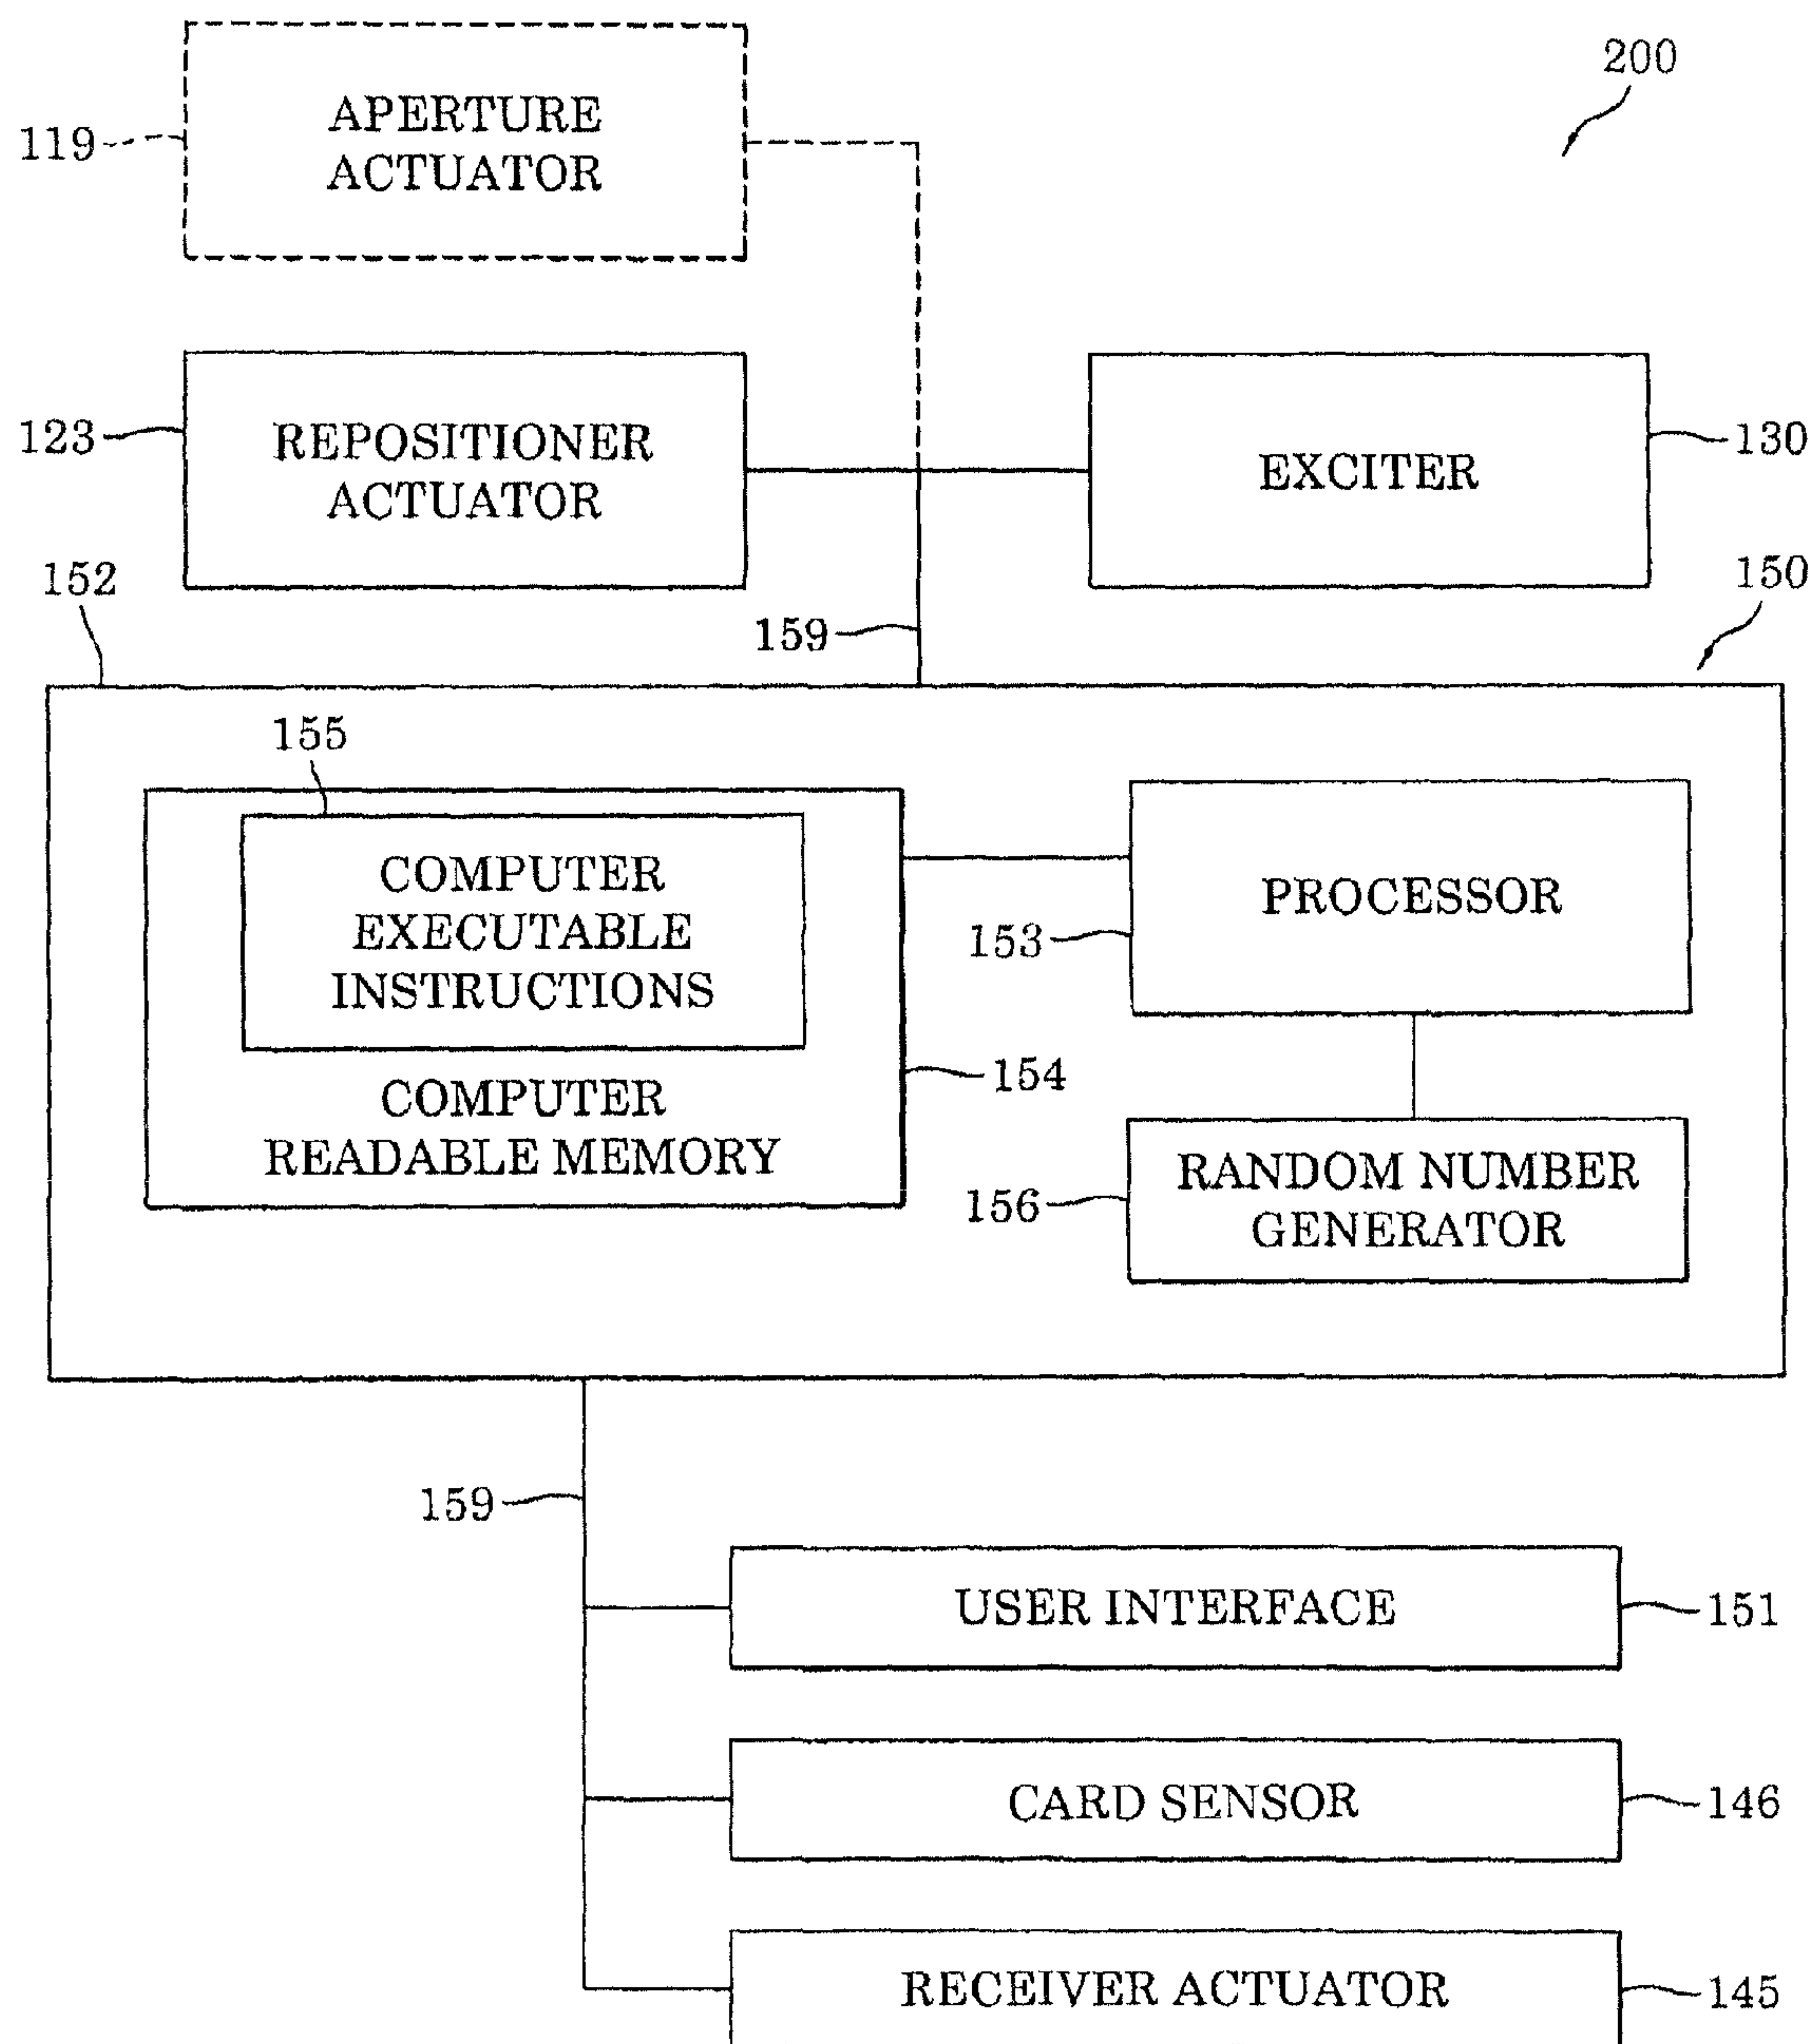 200
APERTURE
ACTUATOR
119
REPOSITIONER
ACTUATOR
123
EXCITER
130
152
159
150
155
COMPUTER
EXECUTABLE
INSTRUCTIONS
COMPUTER
READABLE MEMORY
154
PROCESSOR
153
RANDOM NUMBER
GENERATOR
156
159
USER INTERFACE
151
CARD SENSOR
146
RECEIVER ACTUATOR
145